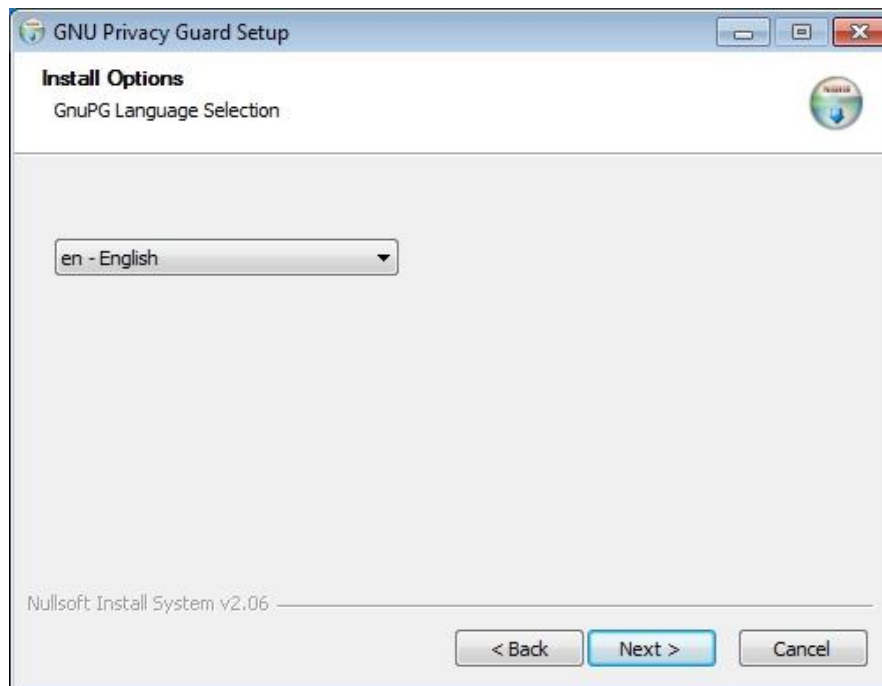 GNU Privacy Guard Setup
Install Options
GnuPG Language Selection
en - English
Nullsoft Install System v2.06
< Back
Next >
Cancel